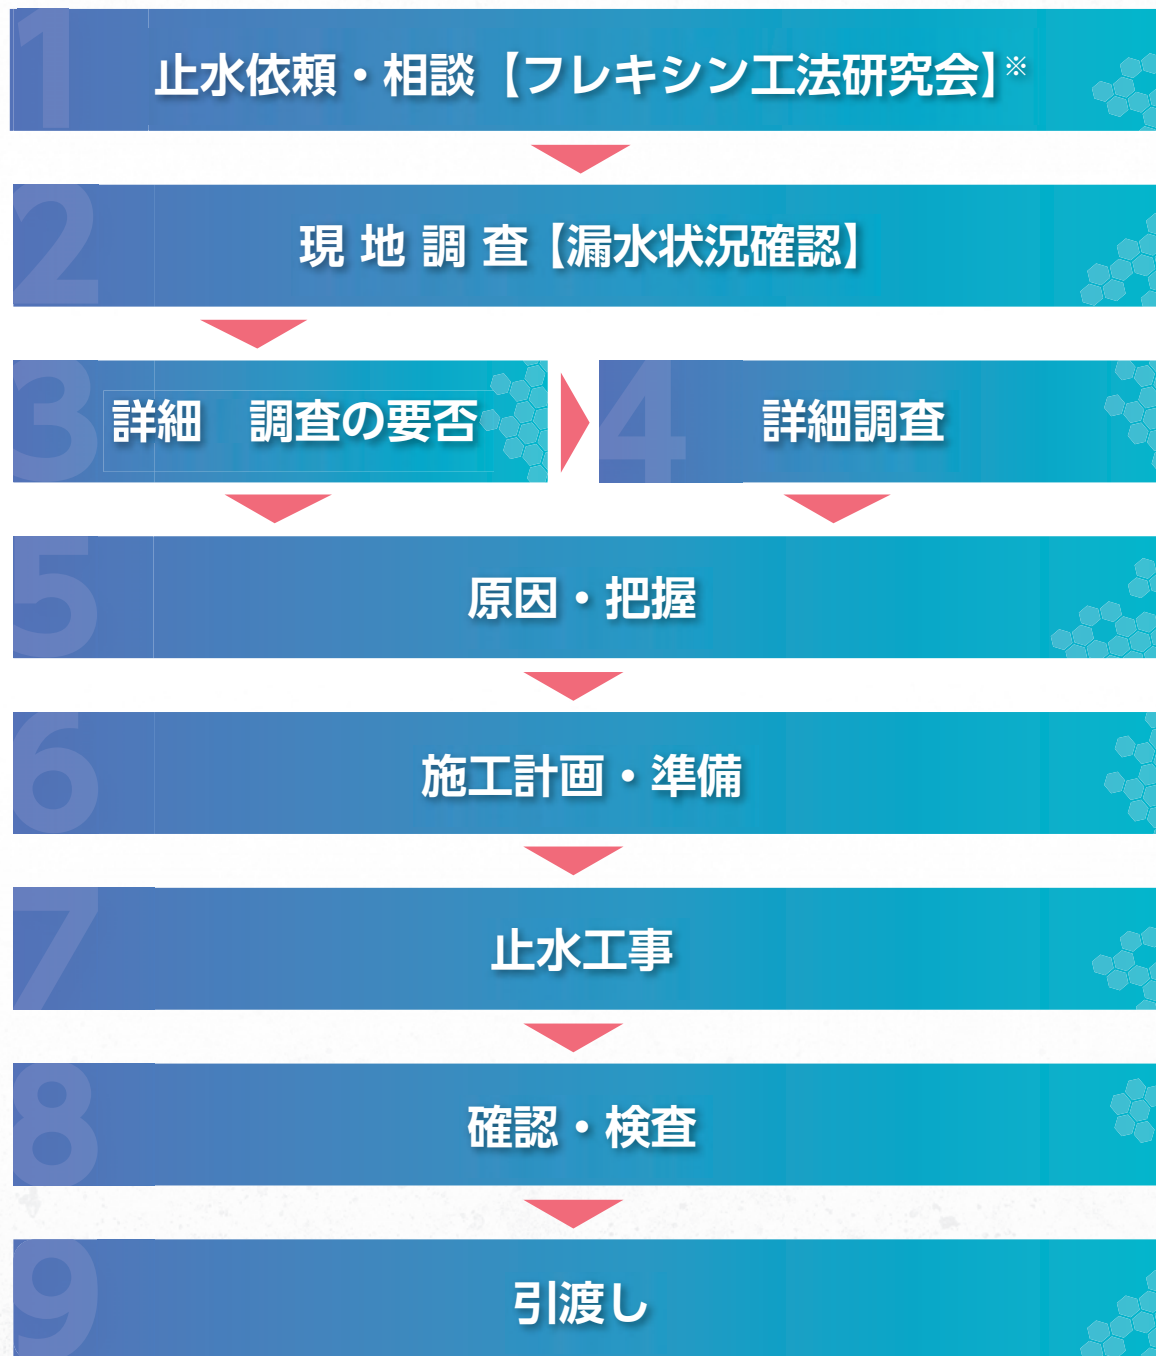 1
止水依頼・相談【フレキシン工法研究会】※
2
現 地 調 査【漏水状況確認】
3
詳細　調査の要否
4
詳細調査
5
原因・把握
6
施工計画・準備
7
止水工事
8
確認・検査
9
引渡し